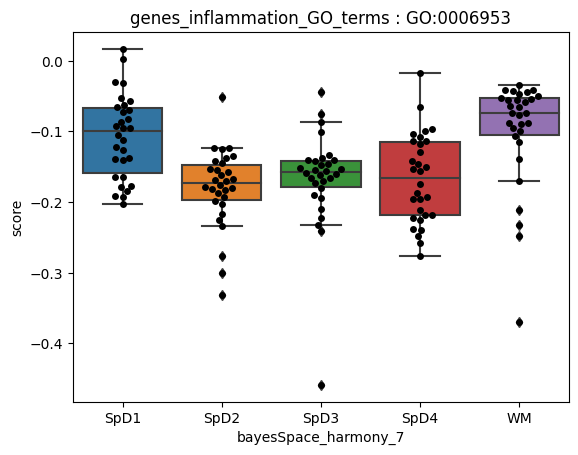 genes_inflammation_GO_terms : GO:0006953
score
0.0
−0.1
−0.2
−0.3
−0.4
SpD1 SpD2 SpD3 SpD4 WM
bayesSpace_harmony_7